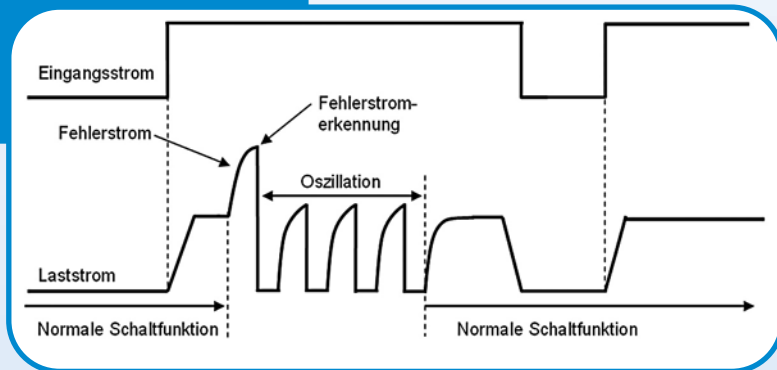 Eingangsstrom
Fehlerstrom
Fehlerstrom-
erkennung
Oszillation
Laststrom
Normale Schaltfunktion
Normale Schaltfunktion